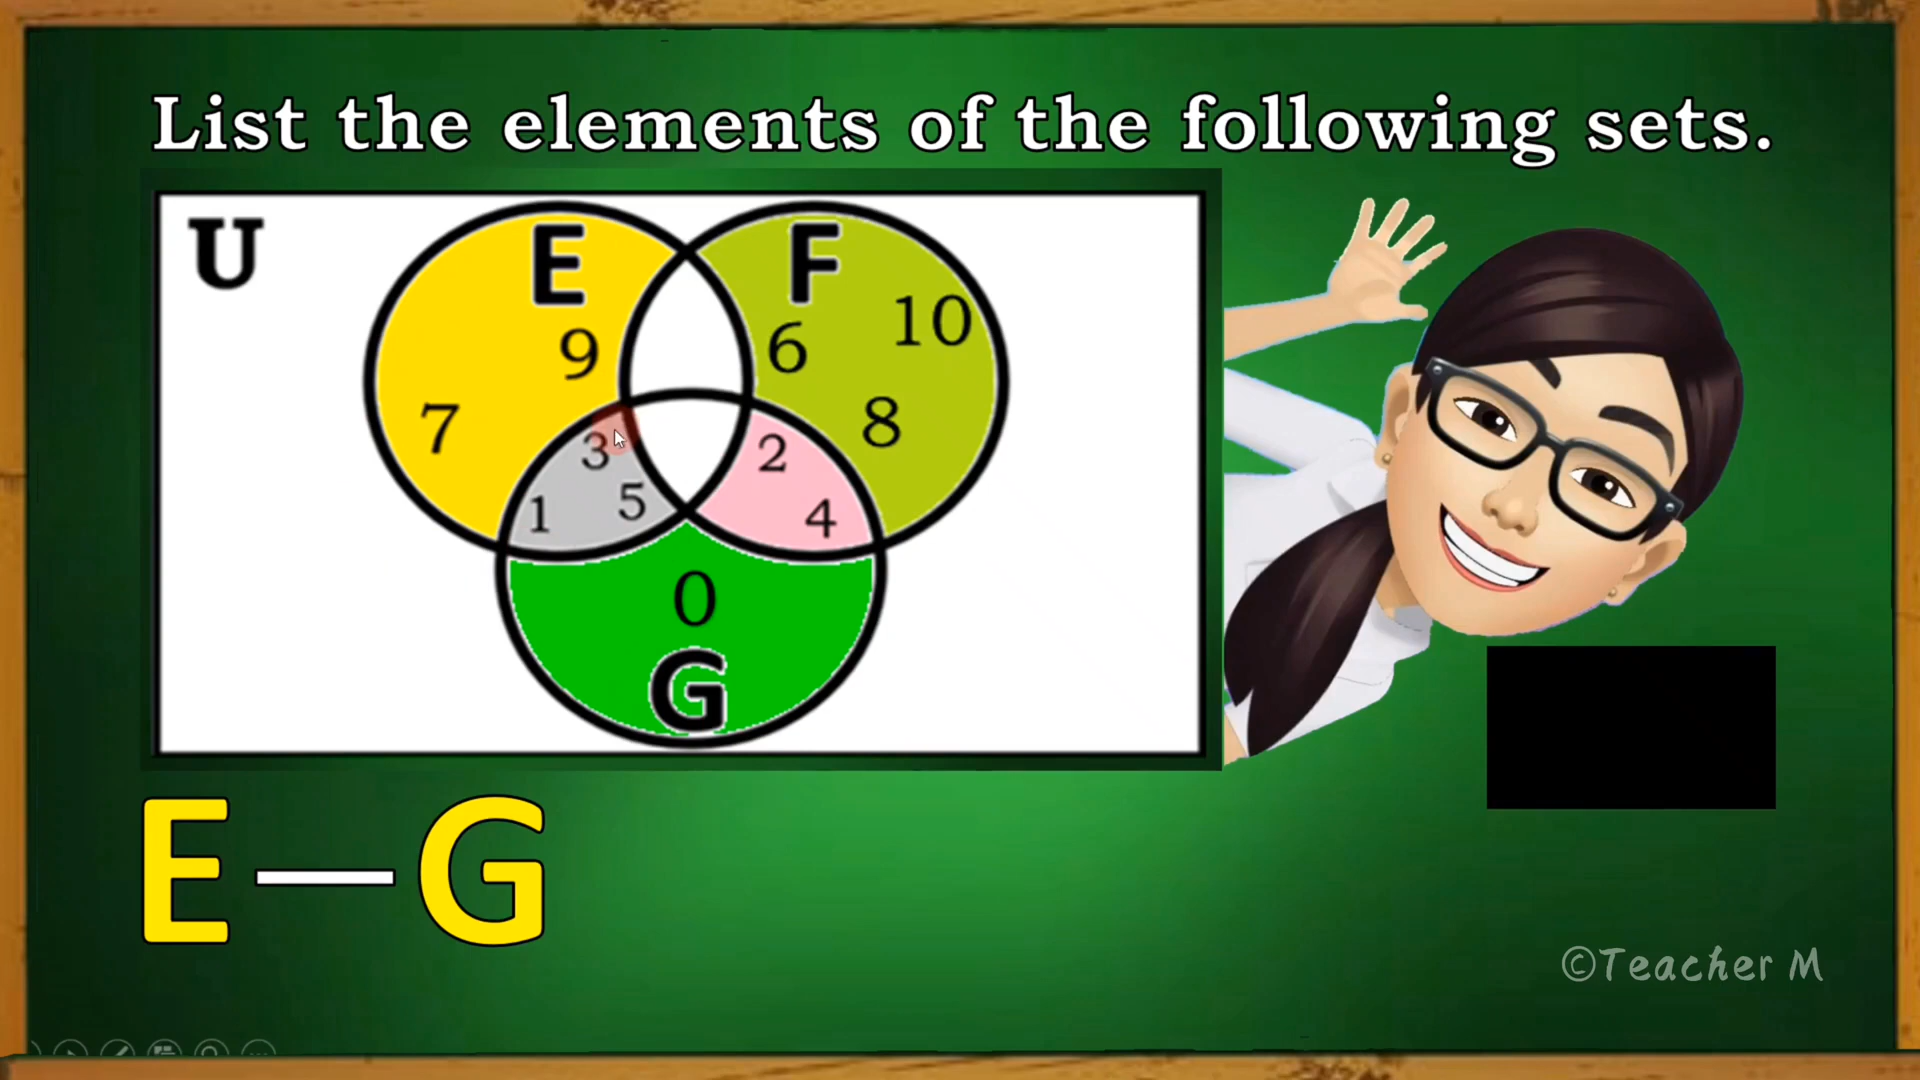 List the elements of the following sets.
U
E
F
9
6
10
7
8
3
2
1
5
4
0
G
E—G
©Teacher M